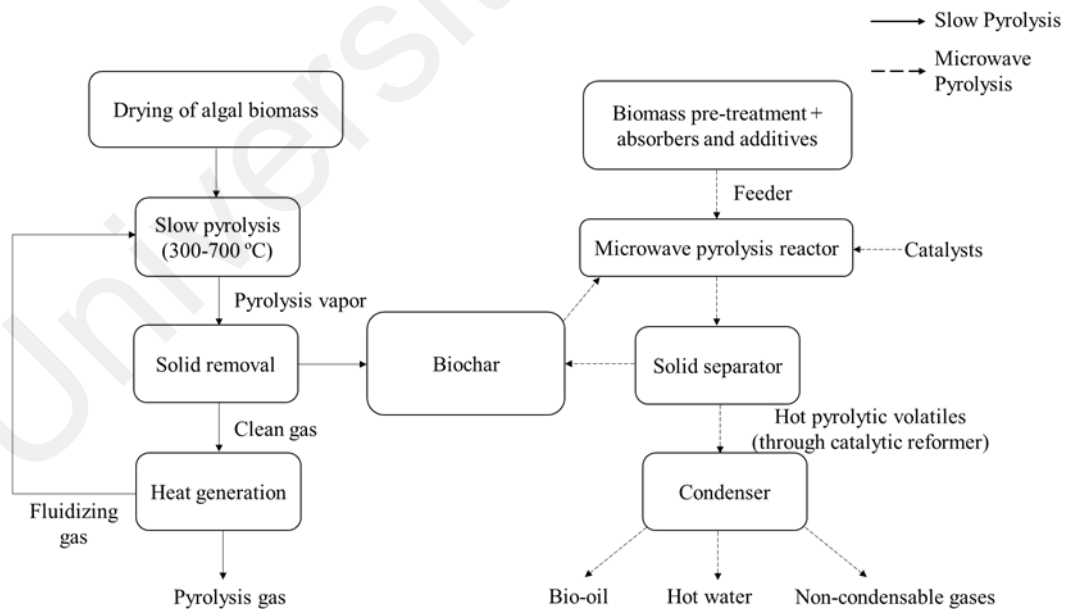 Slow Pyrolysis
Microwave
Pyrolysis
Drying of algal biomass
Slow pyrolysis
(300-700 ºC)
Pyrolysis vapor
Solid removal
Clean gas
Heat generation
Fluidizing
gas
Pyrolysis gas
Biochar
Biomass pre-treatment +
absorbers and additives
Feeder
Microwave pyrolysis reactor
Catalysts
Solid separator
Hot pyrolytic volatiles
(through catalytic reformer)
Condenser
Bio-oil
Hot water
Non-condensable gases
Universi